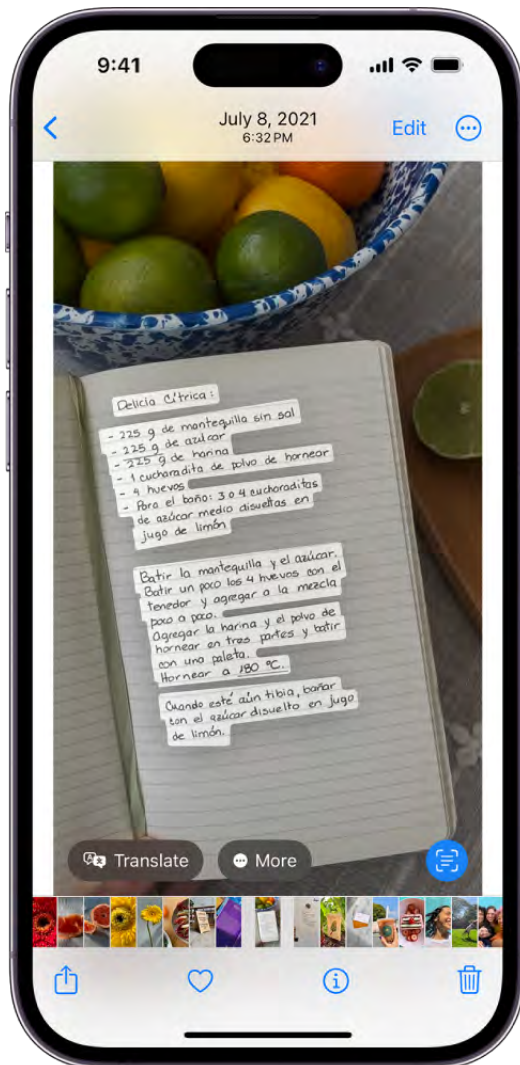 9:41
July 8, 2021
6:32 PM
Edit
Delicia Cítrica:
- 225 g de mantequilla sin sal
- 225 g de azúcar
- 225 g de harina
- 1 cucharadita de polvo de hornear
- 4 huevos
- Para el baño: 3 o 4 cucharaditas
de azúcar medio disueltas en
jugo de limón
Batir la mantequilla y el azúcar.
Batir un poco los 4 huevos con el
tenedor y agregar a la mezcla
poco a poco.
Agregar la harina y el polvo de
hornear en tres partes y batir
con una paleta.
Hornear a 180 °C.
Cuando esté aún tibia, bañar
con el azúcar disuelto en jugo
de limón.
Translate
More